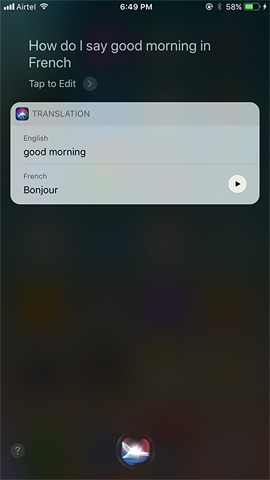 Airtel 6:49 PM 58%
How do I say good morning in
French
Tap to Edit
TRANSLATION
English
good morning
French
Bonjour
?